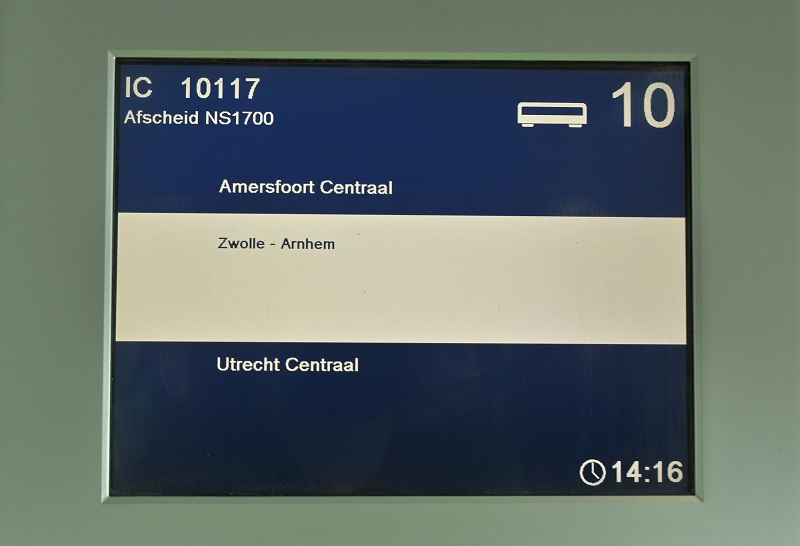 IC 10117
10
Afscheid NS1700
Amersfoort Centraal
Zwolle - Arnhem
Utrecht Centraal
14:16